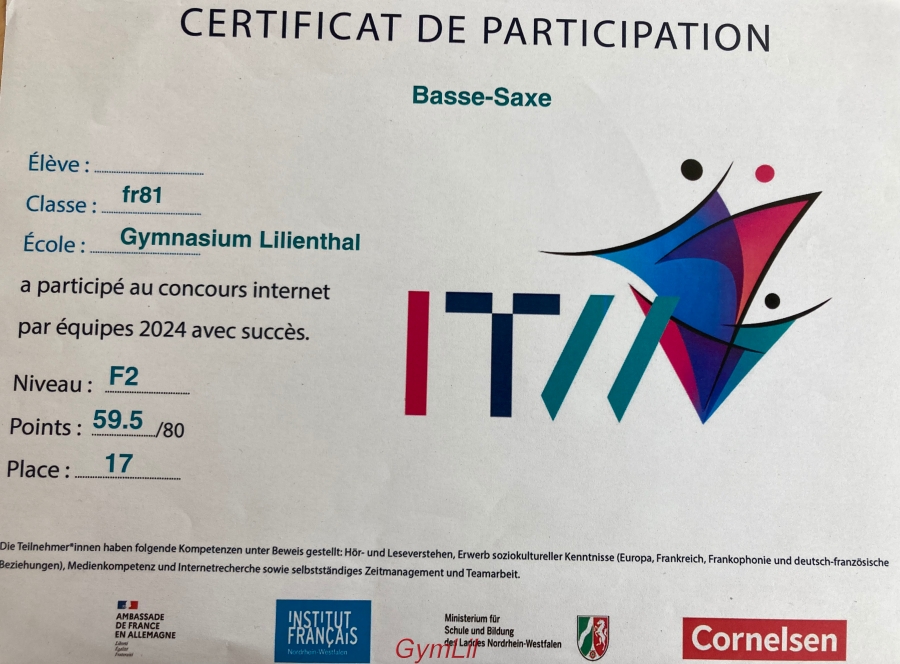 CERTIFICAT DE PARTICIPATION
Basse-Saxe
Élève :
Classe : fr81
École : Gymnasium Lilienthal
a participé au concours internet
par équipes 2024 avec succès.
Niveau : F2
Points : 59.5 /80
Place : 17
ITII
Die Teilnehmer*innen haben folgende Kompetenzen unter Beweis gestellt: Hör- und Leseverstehen, Erwerb soziokultureller Kenntnisse (Europa, Frankreich, Frankophonie und deutsch-französische
Beziehungen), Medienkompetenz und Internetrecherche sowie selbstständiges Zeitmanagement und Teamarbeit.
AMBASSADE
DE FRANCE
EN ALLEMAGNE
Liberté
Égalité
Fraternité
INSTITUT
FRANÇAIS
Nordrhein-Westfalen
Ministerium für
Schule und Bildung
des Landes Nordrhein-Westfalen
Cornelsen
GymLil